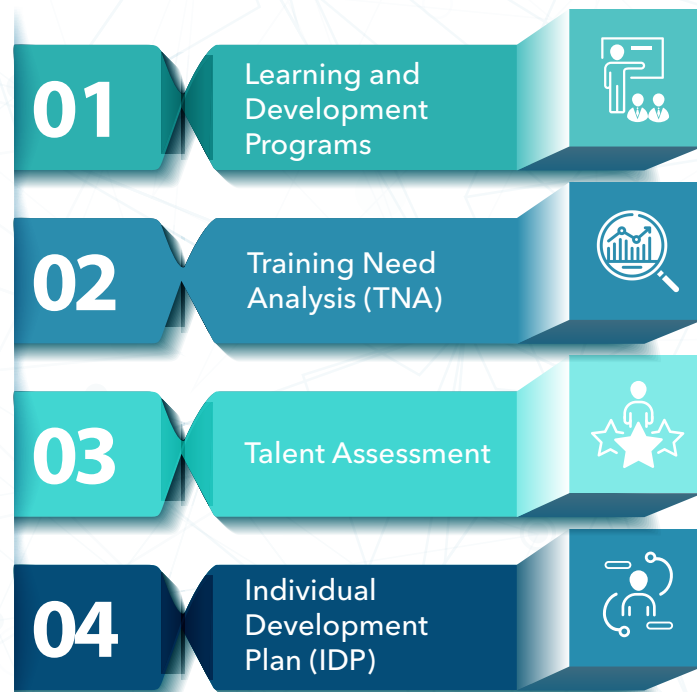 01
Learning and
Development
Programs
02
Training Need
Analysis (TNA)
03
Talent Assessment
04
Individual
Development
Plan (IDP)